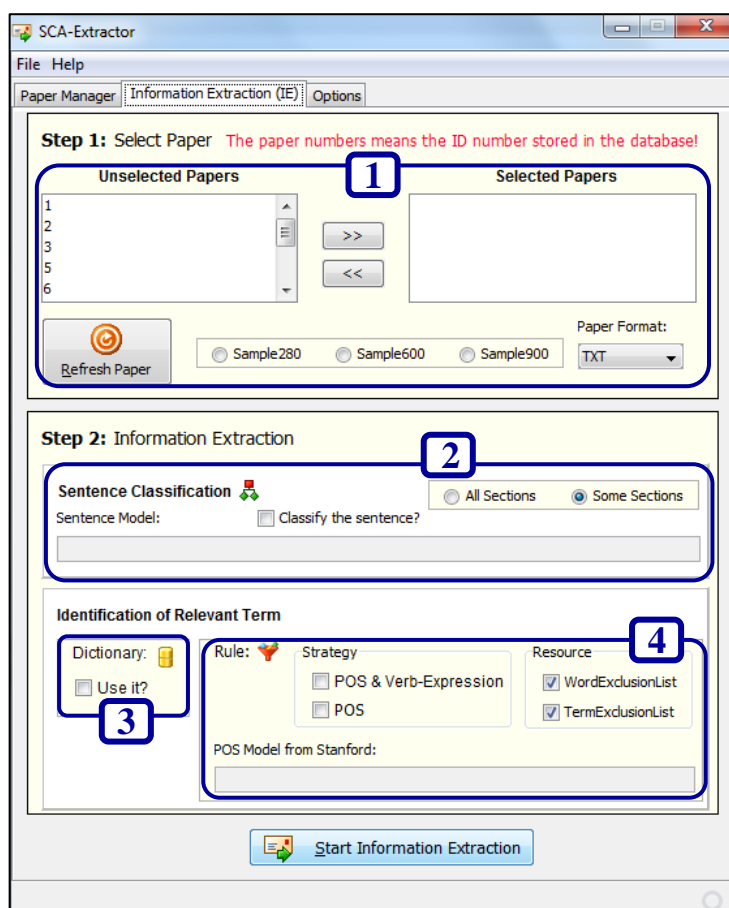 SCA-Extractor
File Help
Paper Manager Information Extraction (IE) Options
Step 1: Select Paper The paper numbers means the ID number stored in the database!
1
Unselected Papers Selected Papers
1
2
3
5
6
>>
<<
Refresh Paper
Sample280 Sample600 Sample900
Paper Format:
TXT
Step 2: Information Extraction
2
Sentence Classification
All Sections Some Sections
Sentence Model: Classify the sentence?
Identification of Relevant Term
Dictionary:
Use it?
3
4
Rule: Strategy Resource
POS & Verb-Expression WordExclusionList
POS TermExclusionList
POS Model from Stanford:
Start Information Extraction